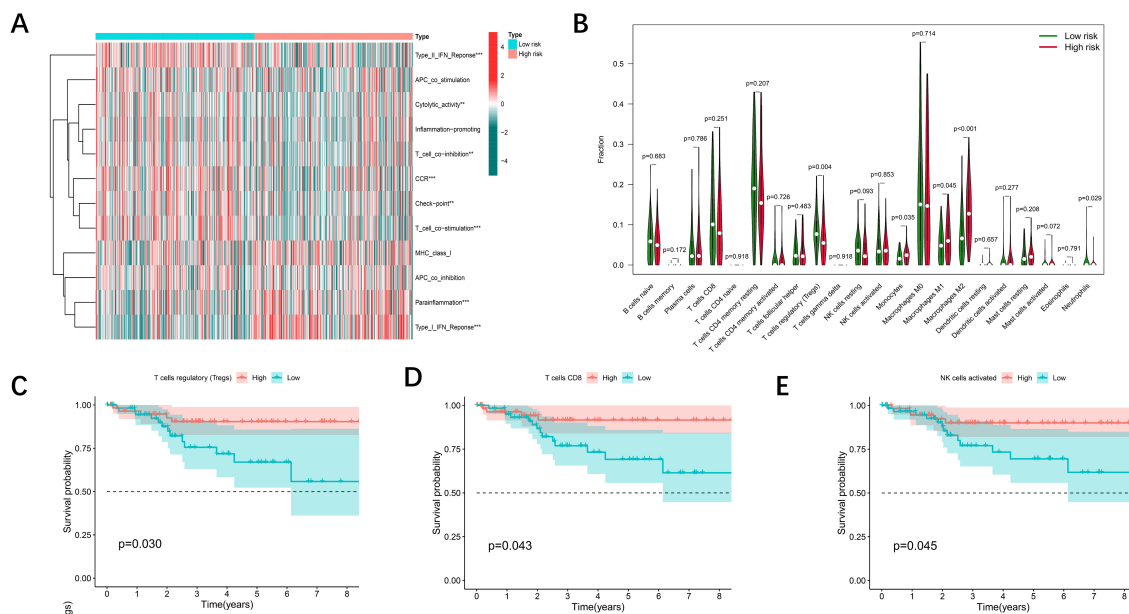 A
Type
Type_II_IFN_Reponse***
APC_co_stimulation
Cytolytic_activity**
Inflammation-promoting
T_cell_co-inhibition**
CCR***
Check-point**
T_cell_co-stimulation***
MHC_class_I
APC_co_inhibition
Parainflammation***
Type_I_IFN_Reponse***
4
2
0
−2
−4
Type
Low risk
High risk
B
Low risk
High risk
Fraction
0.5
0.4
0.3
0.2
0.1
0.0
p=0.683
p=0.172
p=0.786
p=0.251
p=0.918
p=0.207
p=0.726
p=0.483
p=0.004
p=0.918
p=0.093
p=0.853
p=0.035
p=0.714
p=0.045
p<0.001
p=0.657
p=0.277
p=0.208
p=0.072
p=0.791
p=0.029
B cells naive
B cells memory
Plasma cells
T cells CD8
T cells CD4 naive
T cells CD4 memory resting
T cells CD4 memory activated
T cells follicular helper
T cells regulatory (Tregs)
T cells gamma delta
NK cells resting
NK cells activated
Monocytes
Macrophages M0
Macrophages M1
Macrophages M2
Dendritic cells resting
Dendritic cells activated
Mast cells resting
Mast cells activated
Eosinophils
Neutrophils
C
T cells regulatory (Tregs) High Low
Survival probability
1.00
0.75
0.50
0.25
0.00
p=0.030
0 1 2 3 4 5 6 7 8
Time(years)
gs)
D
T cells CD8 High Low
Survival probability
1.00
0.75
0.50
0.25
0.00
p=0.043
0 1 2 3 4 5 6 7 8
Time(years)
E
NK cells activated High Low
Survival probability
1.00
0.75
0.50
0.25
0.00
p=0.045
0 1 2 3 4 5 6 7 8
Time(years)